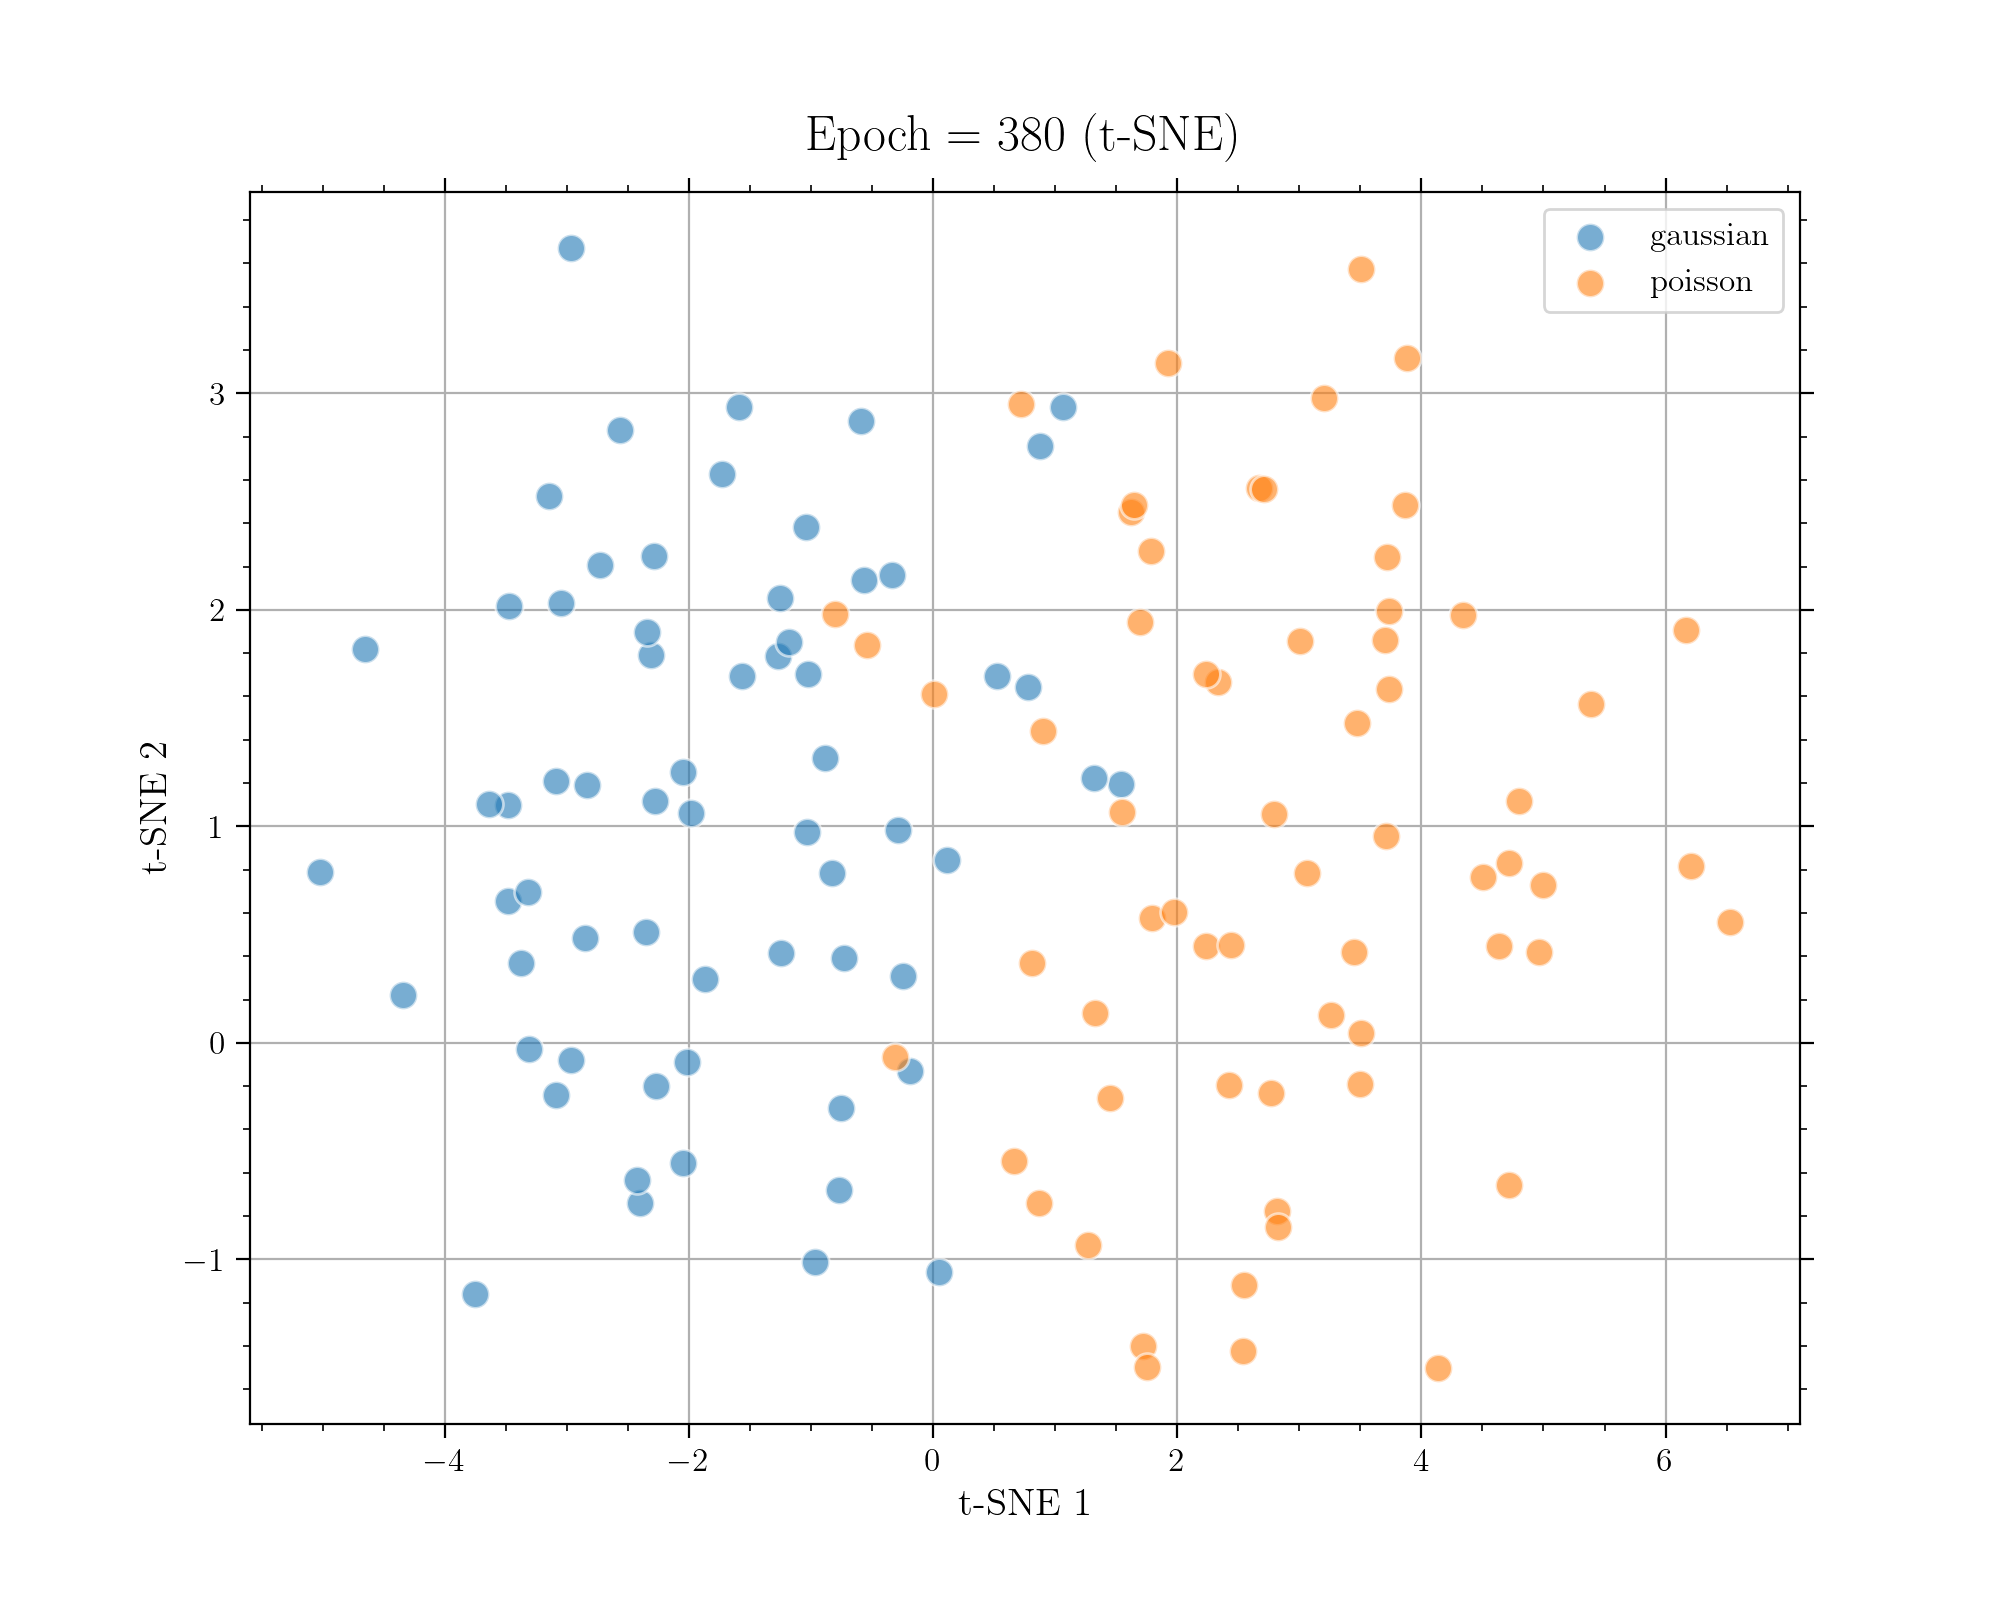 Epoch = 380 (t-SNE)
gaussian
poisson
3
2
1
0
−1
t-SNE 2
−4
−2
0
2
4
6
t-SNE 1